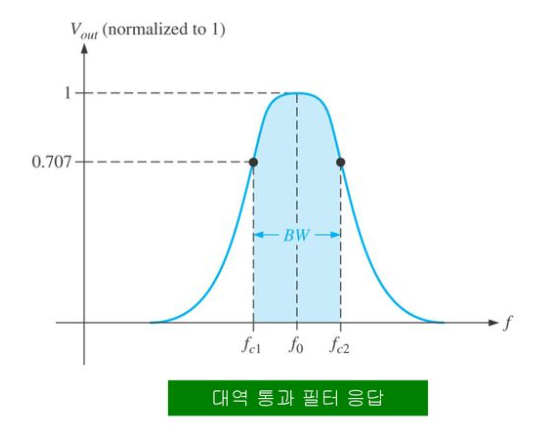 V_out (normalized to 1)
1
0.707
BW
f
f_c1 f_0 f_c2
대역 통과 필터 응답